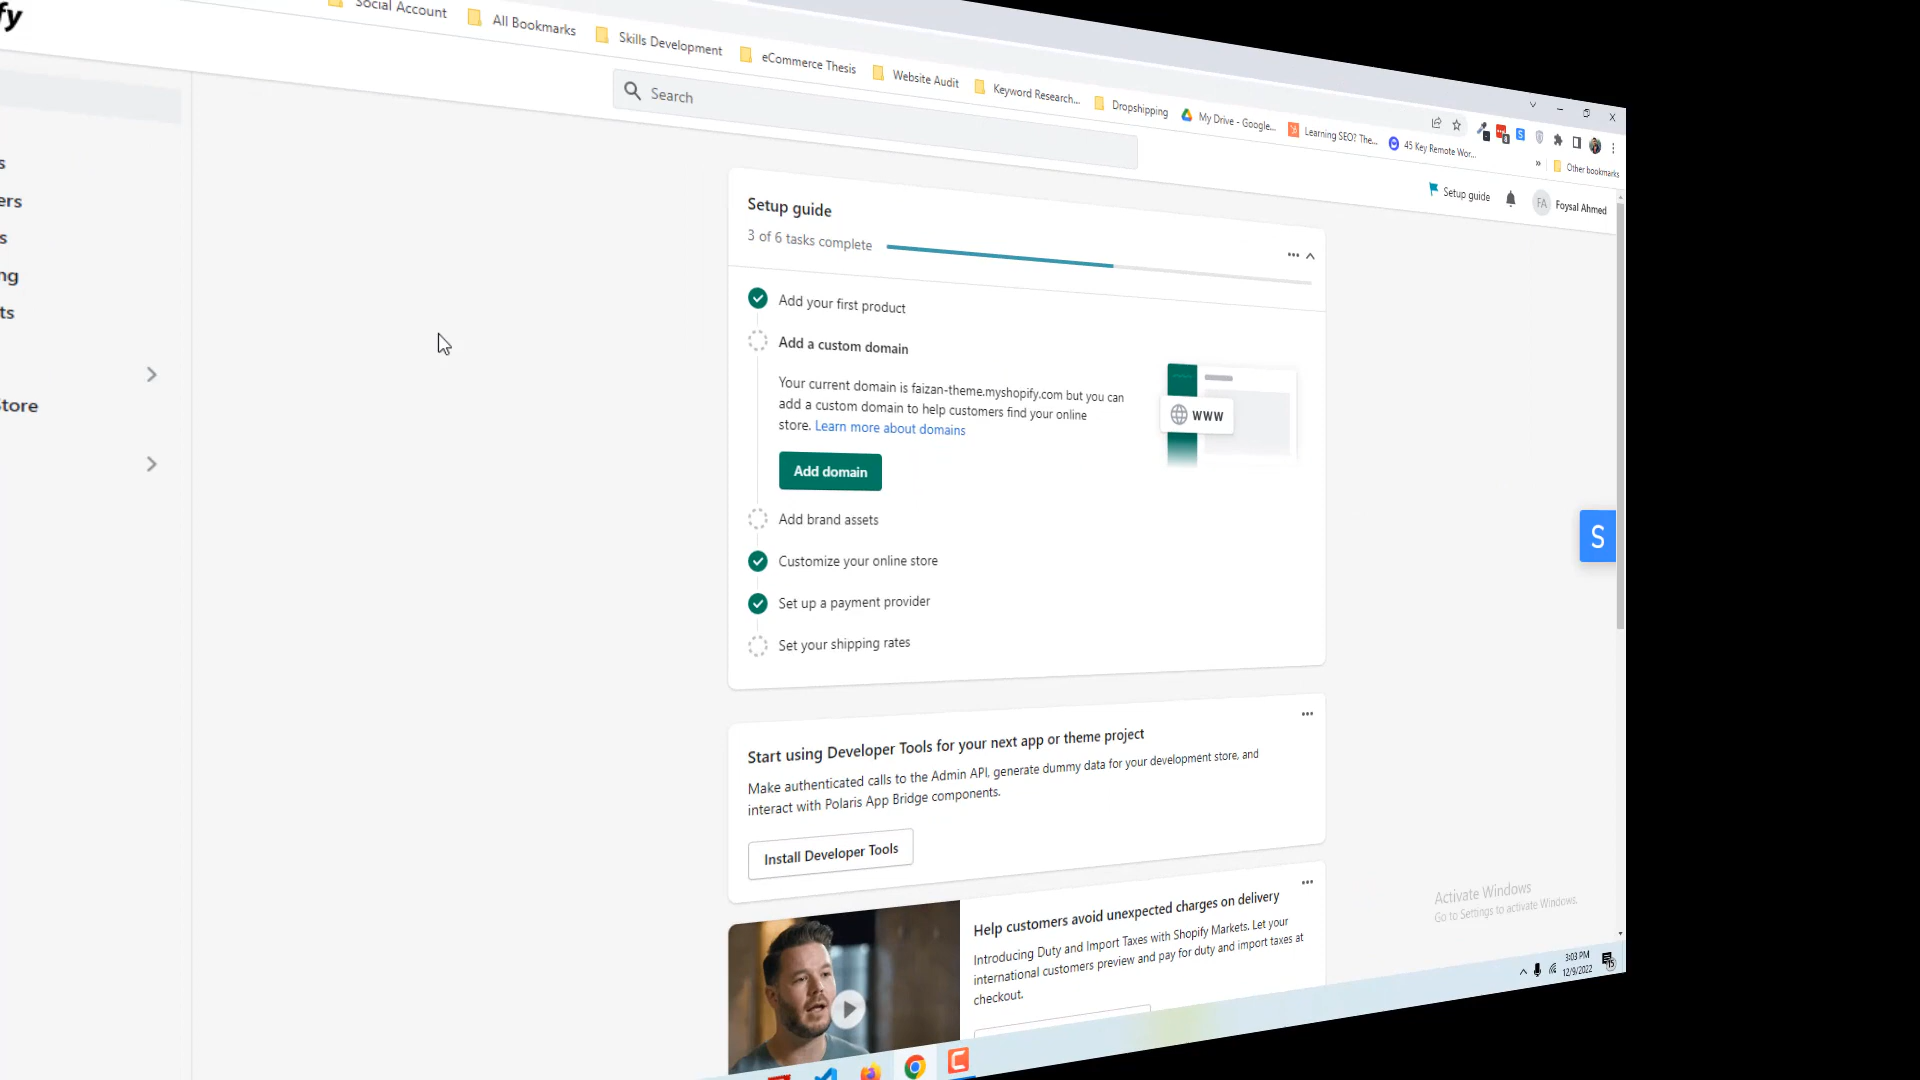 fy
Social Account
All Bookmarks
Skills Development
eCommerce Thesis
Website Audit
Keyword Research...
Dropshipping
My Drive - Google...
Learning SEO? The...
45 Key Remote Wor...
»
Other bookmarks
Search
Setup guide
FA
Foysal Ahmed
s
ers
s
ng
ts
Store
Setup guide
3 of 6 tasks complete
Add your first product
Add a custom domain
Your current domain is faizan-theme.myshopify.com but you can
add a custom domain to help customers find your online
store. Learn more about domains
WWW
Add domain
Add brand assets
Customize your online store
Set up a payment provider
Set your shipping rates
S
Start using Developer Tools for your next app or theme project
Make authenticated calls to the Admin API, generate dummy data for your development store, and
interact with Polaris App Bridge components.
Install Developer Tools
Help customers avoid unexpected charges on delivery
Introducing Duty and Import Taxes with Shopify Markets. Let your
international customers preview and pay for duty and import taxes at
checkout.
Activate Windows
Go to Settings to activate Windows.
3:03 PM
12/9/2022
15